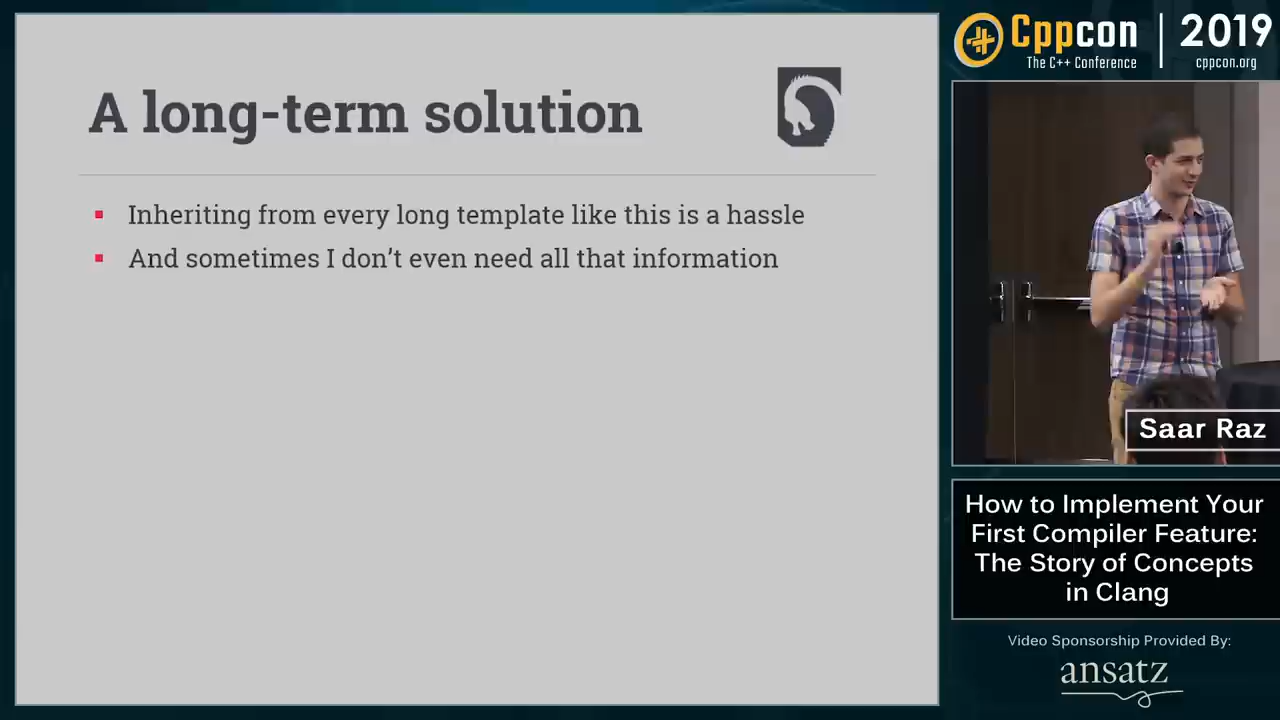 A long-term solution
Inheriting from every long template like this is a hassle
And sometimes I don’t even need all that information
Cppcon | 2019
The C++ Conference
cppcon.org
Saar Raz
How to Implement Your
First Compiler Feature:
The Story of Concepts
in Clang
Video Sponsorship Provided By:
ansatz